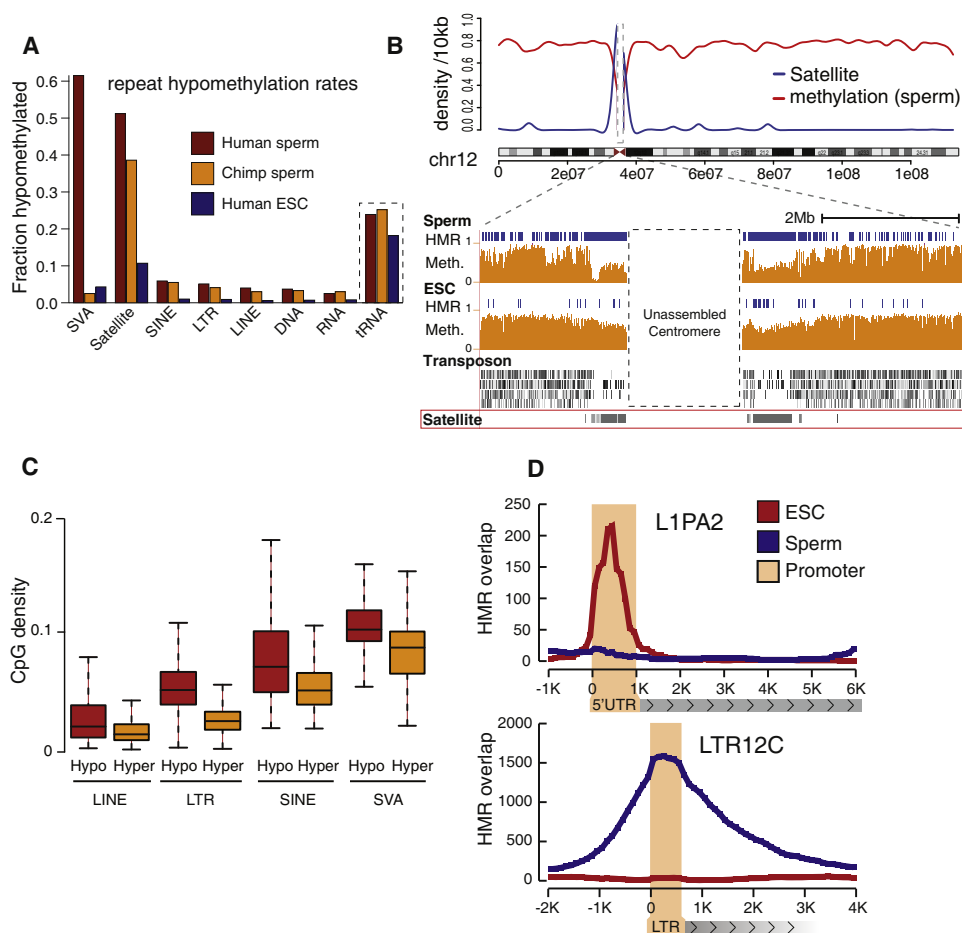 A
repeat hypomethylation rates
Fraction hypomethylated
0.6
0.5
0.4
0.3
0.2
0.1
0.0
Human sperm
Chimp sperm
Human ESC
SVA
Satellite
SINE
LTR
LINE
DNA
RNA
tRNA
B
density /10kb
1.0
0.8
0.6
0.4
0.2
0.0
Satellite
methylation (sperm)
chr12
0
2e07
4e07
6e07
8e07
1e08
2Mb
Sperm
HMR
1
Meth.
0
ESC
HMR
1
Meth.
0
Unassembled
Centromere
Transposon
Satellite
C
CpG density
0.2
0.1
0
Hypo Hyper Hypo Hyper Hypo Hyper Hypo Hyper
LINE LTR SINE SVA
D
L1PA2
HMR overlap
250
200
150
100
50
0
ESC
Sperm
Promoter
-1K 0 1K 2K 3K 4K 5K 6K
5'UTR
LTR12C
HMR overlap
2000
1500
1000
500
0
-2K -1K 0 1K 2K 3K 4K
LTR